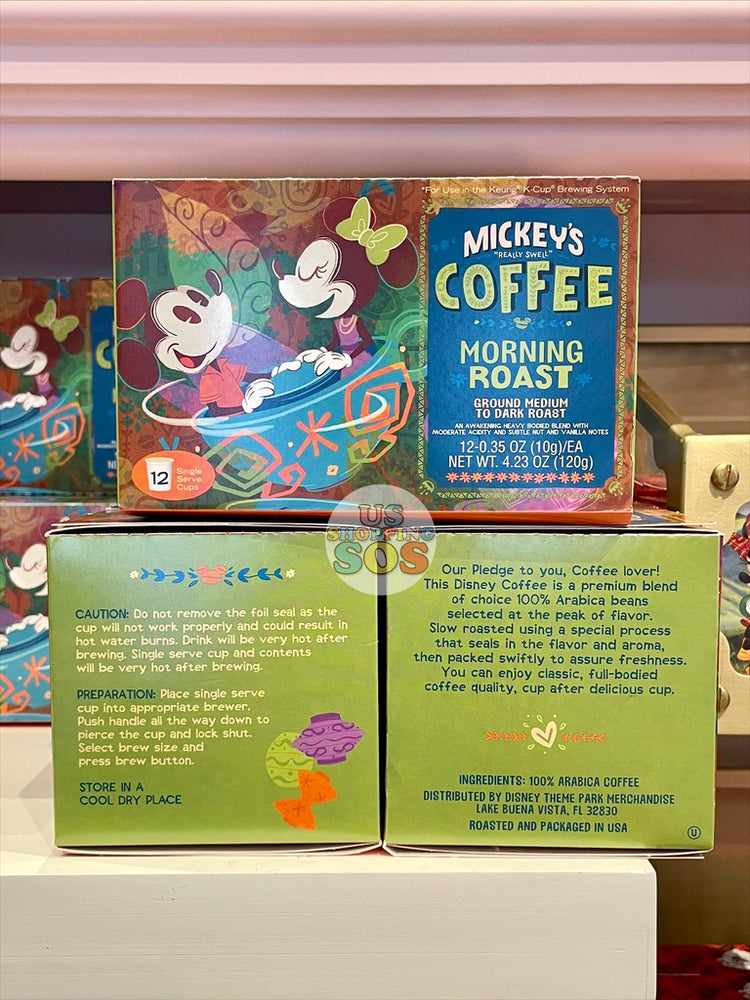 *For Use in the Keurig® K-Cup® Brewing System
MICKEY'S
"REALLY SWELL"
COFFEE
MORNING
ROAST
GROUND MEDIUM
TO DARK ROAST
AN AWAKENING HEAVY BODIED BLEND WITH
MODERATE ACIDITY AND SUBTLE NUT AND VANILLA NOTES
12-0.35 OZ (10g)/EA
NET WT. 4.23 OZ (120g)
12
Single
Serve
Cups
US
SHOPPING
SOS
CAUTION: Do not remove the foil seal as the
cup will not work properly and could result in
hot water burns. Drink will be very hot after
brewing. Single serve cup and contents
will be very hot after brewing.
PREPARATION: Place single serve
cup into appropriate brewer.
Push handle all the way down to
pierce the cup and lock shut.
Select brew size and
press brew button.
STORE IN A
COOL DRY PLACE
Our Pledge to you, Coffee lover!
This Disney Coffee is a premium blend
of choice 100% Arabica beans
selected at the peak of flavor.
Slow roasted using a special process
that seals in the flavor and aroma,
then packed swiftly to assure freshness.
You can enjoy classic, full-bodied
coffee quality, cup after delicious cup.
INGREDIENTS: 100% ARABICA COFFEE
DISTRIBUTED BY DISNEY THEME PARK MERCHANDISE
LAKE BUENA VISTA, FL 32830
ROASTED AND PACKAGED IN USA
U